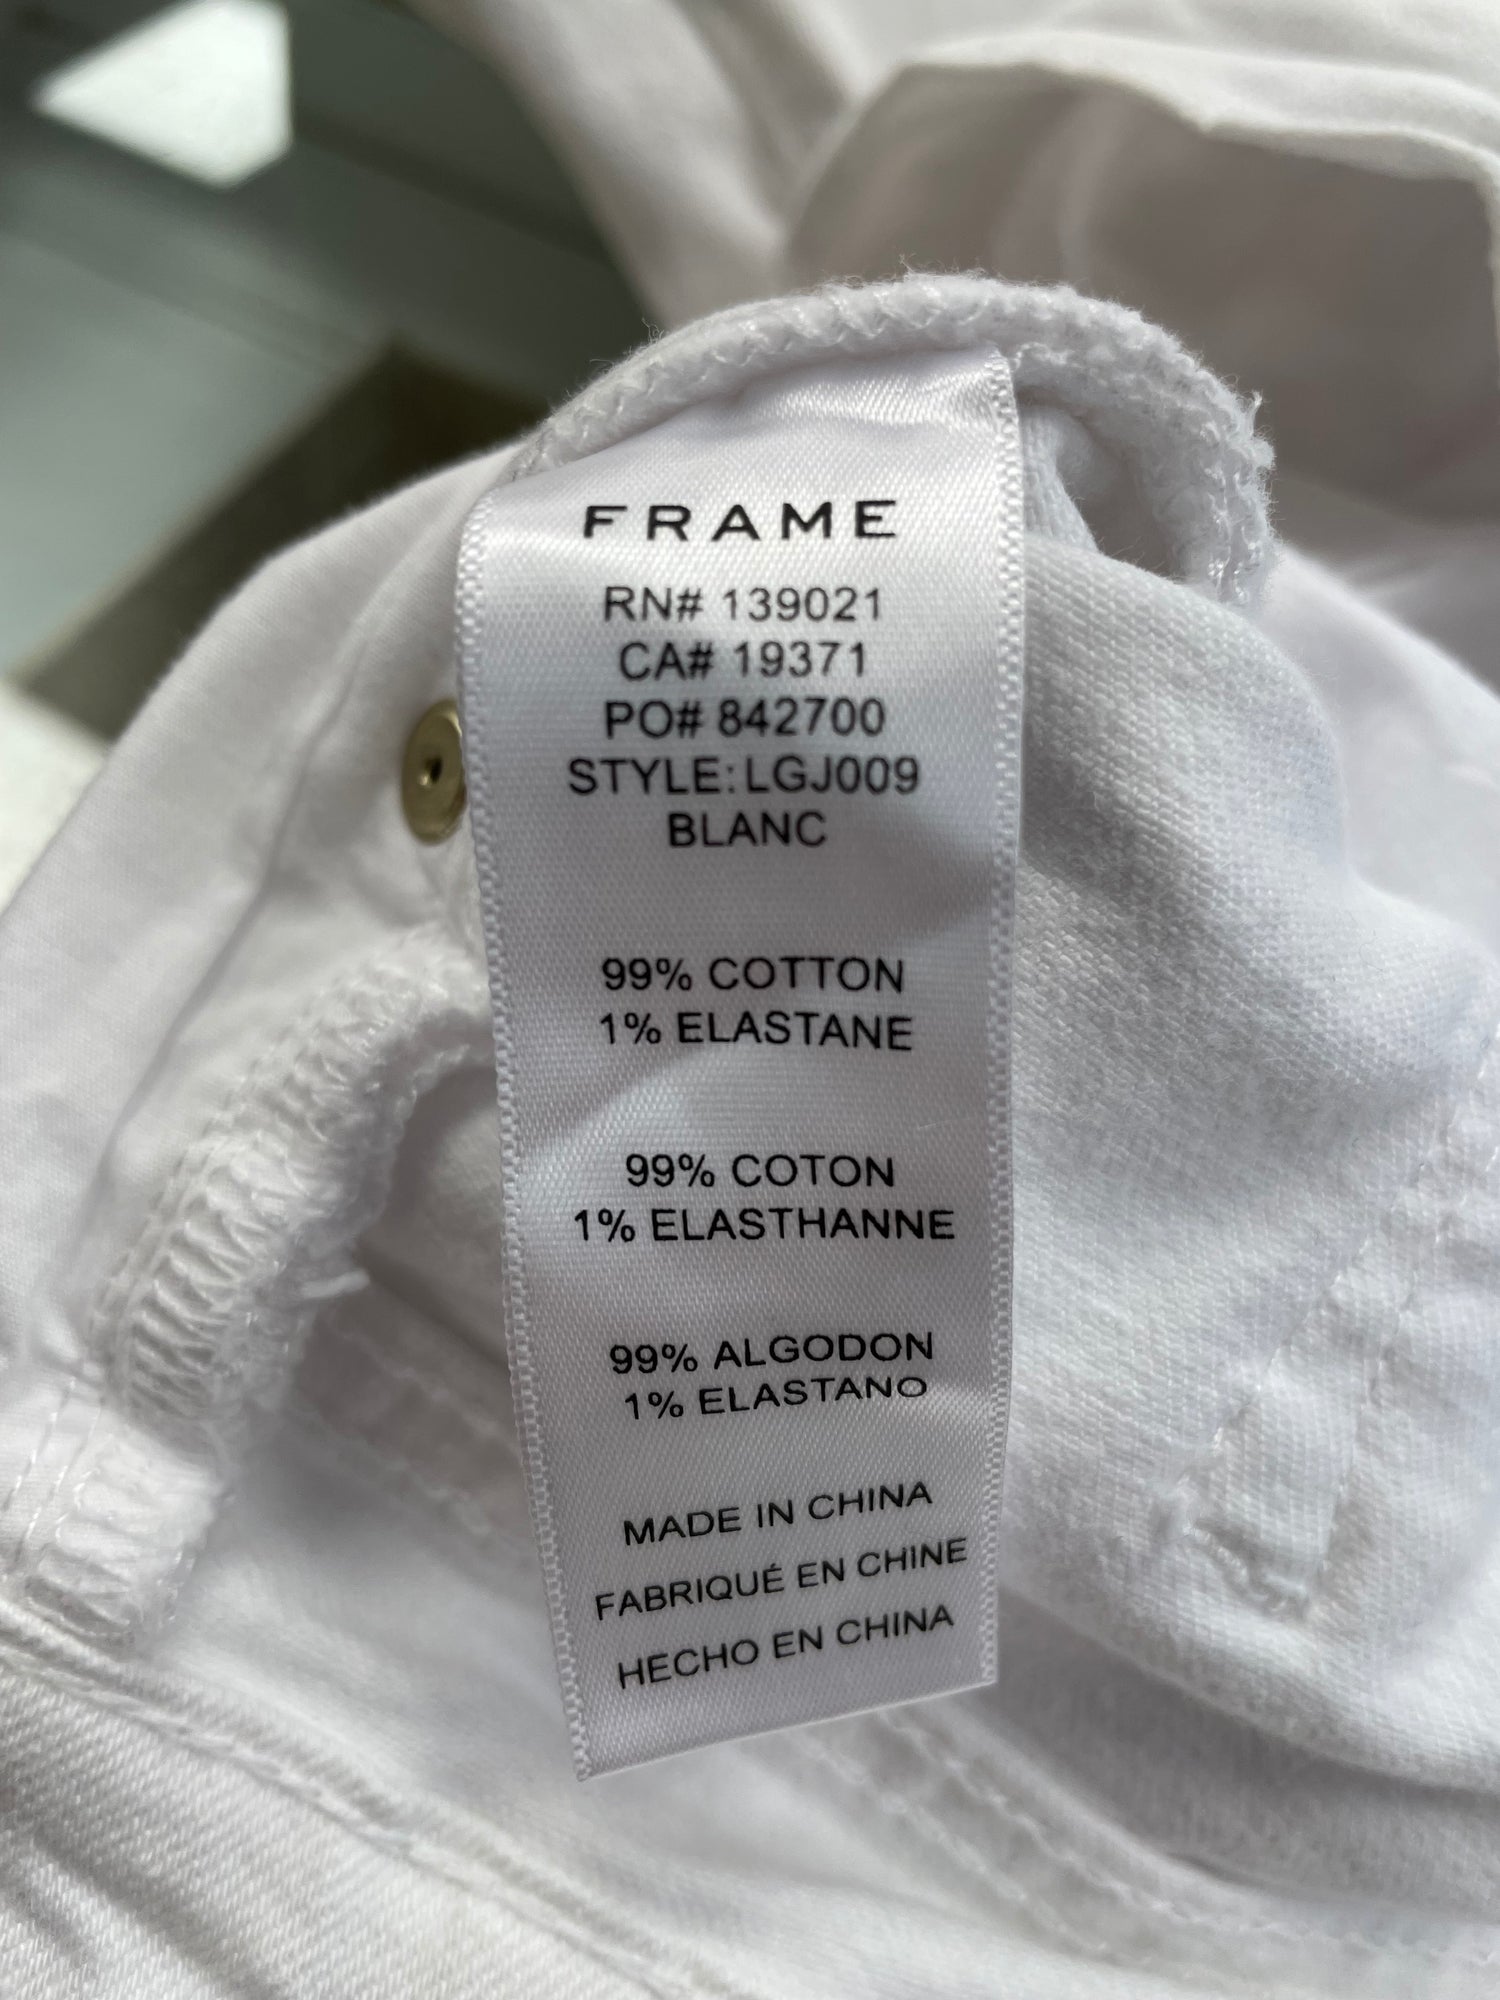 FRAME
RN# 139021
CA# 19371
PO# 842700
STYLE:LGJ009
BLANC
99% COTTON
1% ELASTANE
99% COTON
1% ELASTHANNE
99% ALGODON
1% ELASTANO
MADE IN CHINA
FABRIQUÉ EN CHINE
HECHO EN CHINA